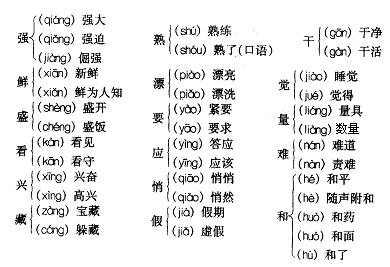 强
(qiáng) 强大
(qiǎng) 强迫
(jiàng) 倔强
鲜
(xiān) 新鲜
(xiǎn) 鲜为人知
盛
(shèng) 盛开
(chéng) 盛饭
看
(kàn) 看见
(kān) 看守
兴
(xīng) 兴奋
(xìng) 高兴
藏
(zàng) 宝藏
(cáng) 躲藏
熟
(shú) 熟练
(shóu) 熟了(口语)
漂
(piào) 漂亮
(piǎo) 漂洗
要
(yào) 紧要
(yāo) 要求
应
(yìng) 答应
(yīng) 应该
悄
(qiāo) 悄悄
(qiǎo) 悄然
假
(jià) 假期
(jiǎ) 虚假
干
(gān) 干净
(gàn) 干活
觉
(jiào) 睡觉
(jué) 觉得
量
(liáng) 量具
(liàng) 数量
难
(nán) 难道
(nàn) 责难
和
(hé) 和平
(hè) 随声附和
(huò) 和药
(huó) 和面
(hú) 和了